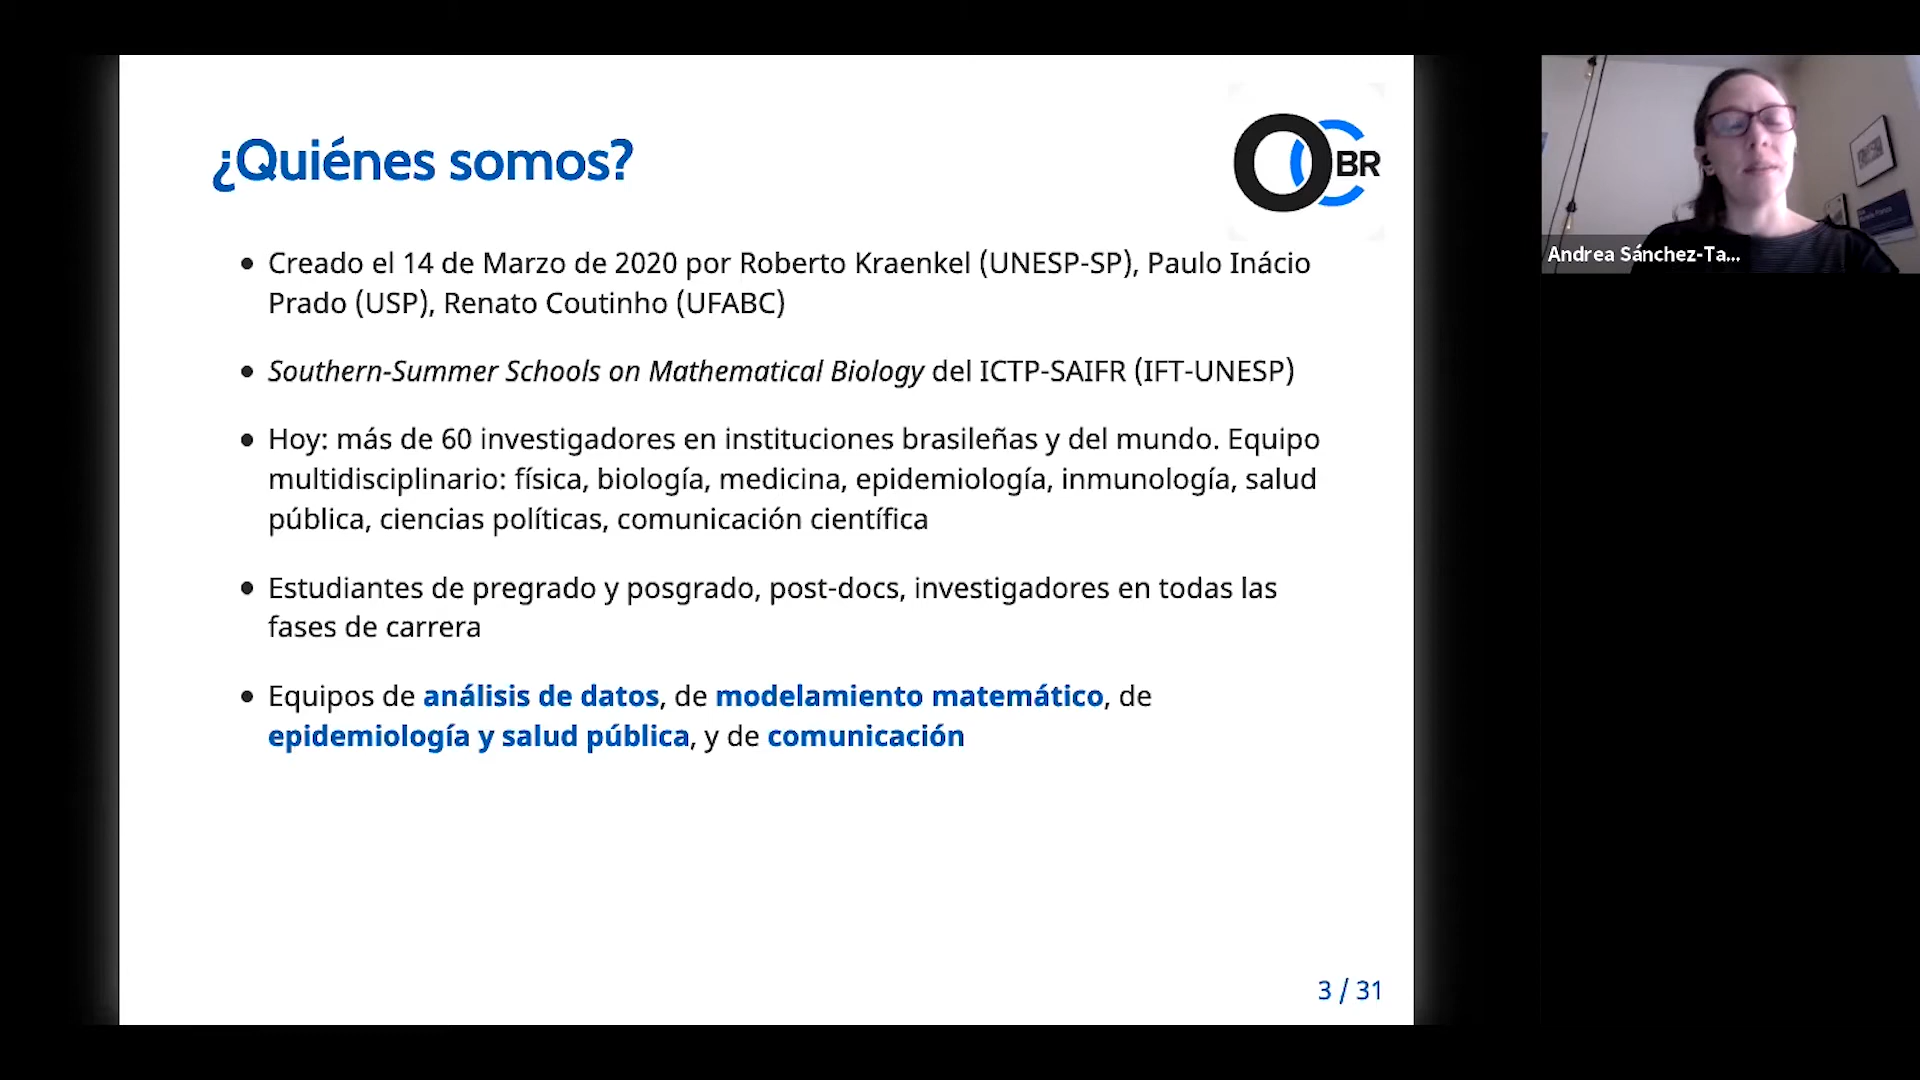 ¿Quiénes somos?
BR
Creado el 14 de Marzo de 2020 por Roberto Kraenkel (UNESP-SP), Paulo Inácio
Prado (USP), Renato Coutinho (UFABC)
Southern-Summer Schools on Mathematical Biology del ICTP-SAIFR (IFT-UNESP)
Hoy: más de 60 investigadores en instituciones brasileñas y del mundo. Equipo
multidisciplinario: física, biología, medicina, epidemiología, inmunología, salud
pública, ciencias políticas, comunicación científica
Estudiantes de pregrado y posgrado, post-docs, investigadores en todas las
fases de carrera
Equipos de análisis de datos, de modelamiento matemático, de
epidemiología y salud pública, y de comunicación
3 / 31
Andrea Sánchez-Ta...